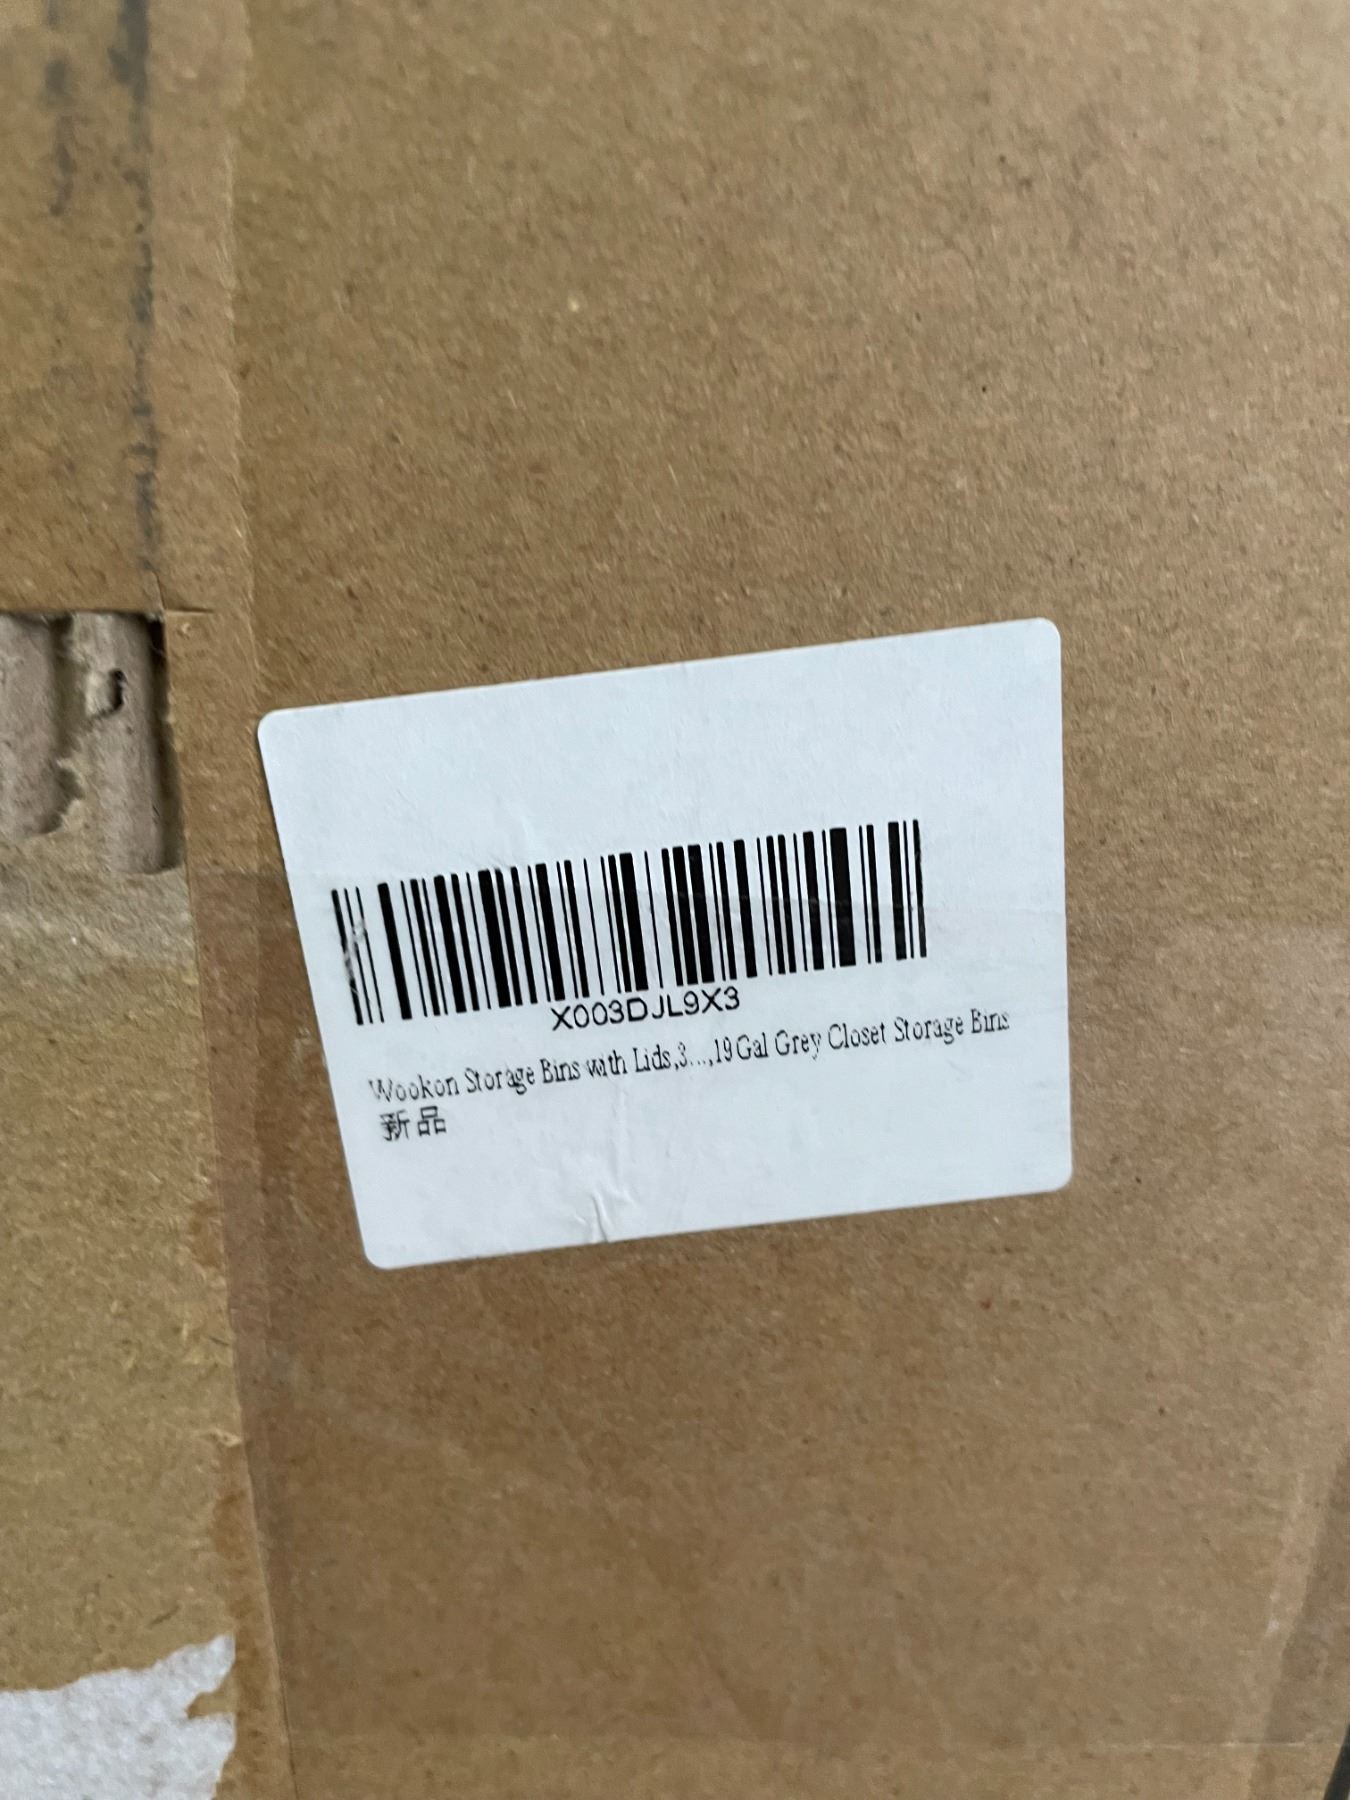 X003DJL9X3
Wookon Storage Bins with Lids,3...,19 Gal Grey Closet Storage Bins
新品